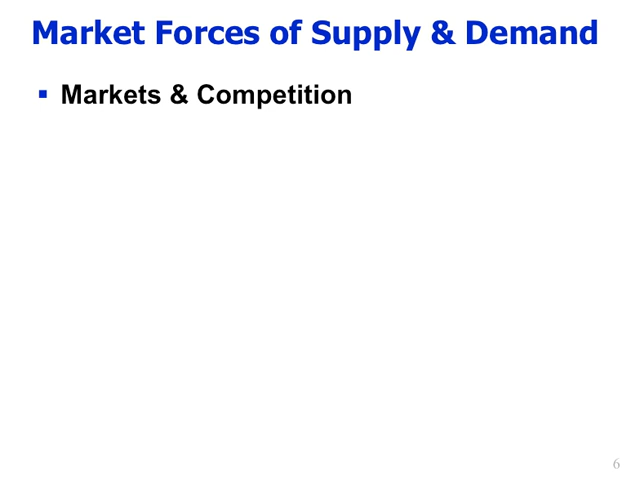 Market Forces of Supply & Demand
▪ Markets & Competition
6